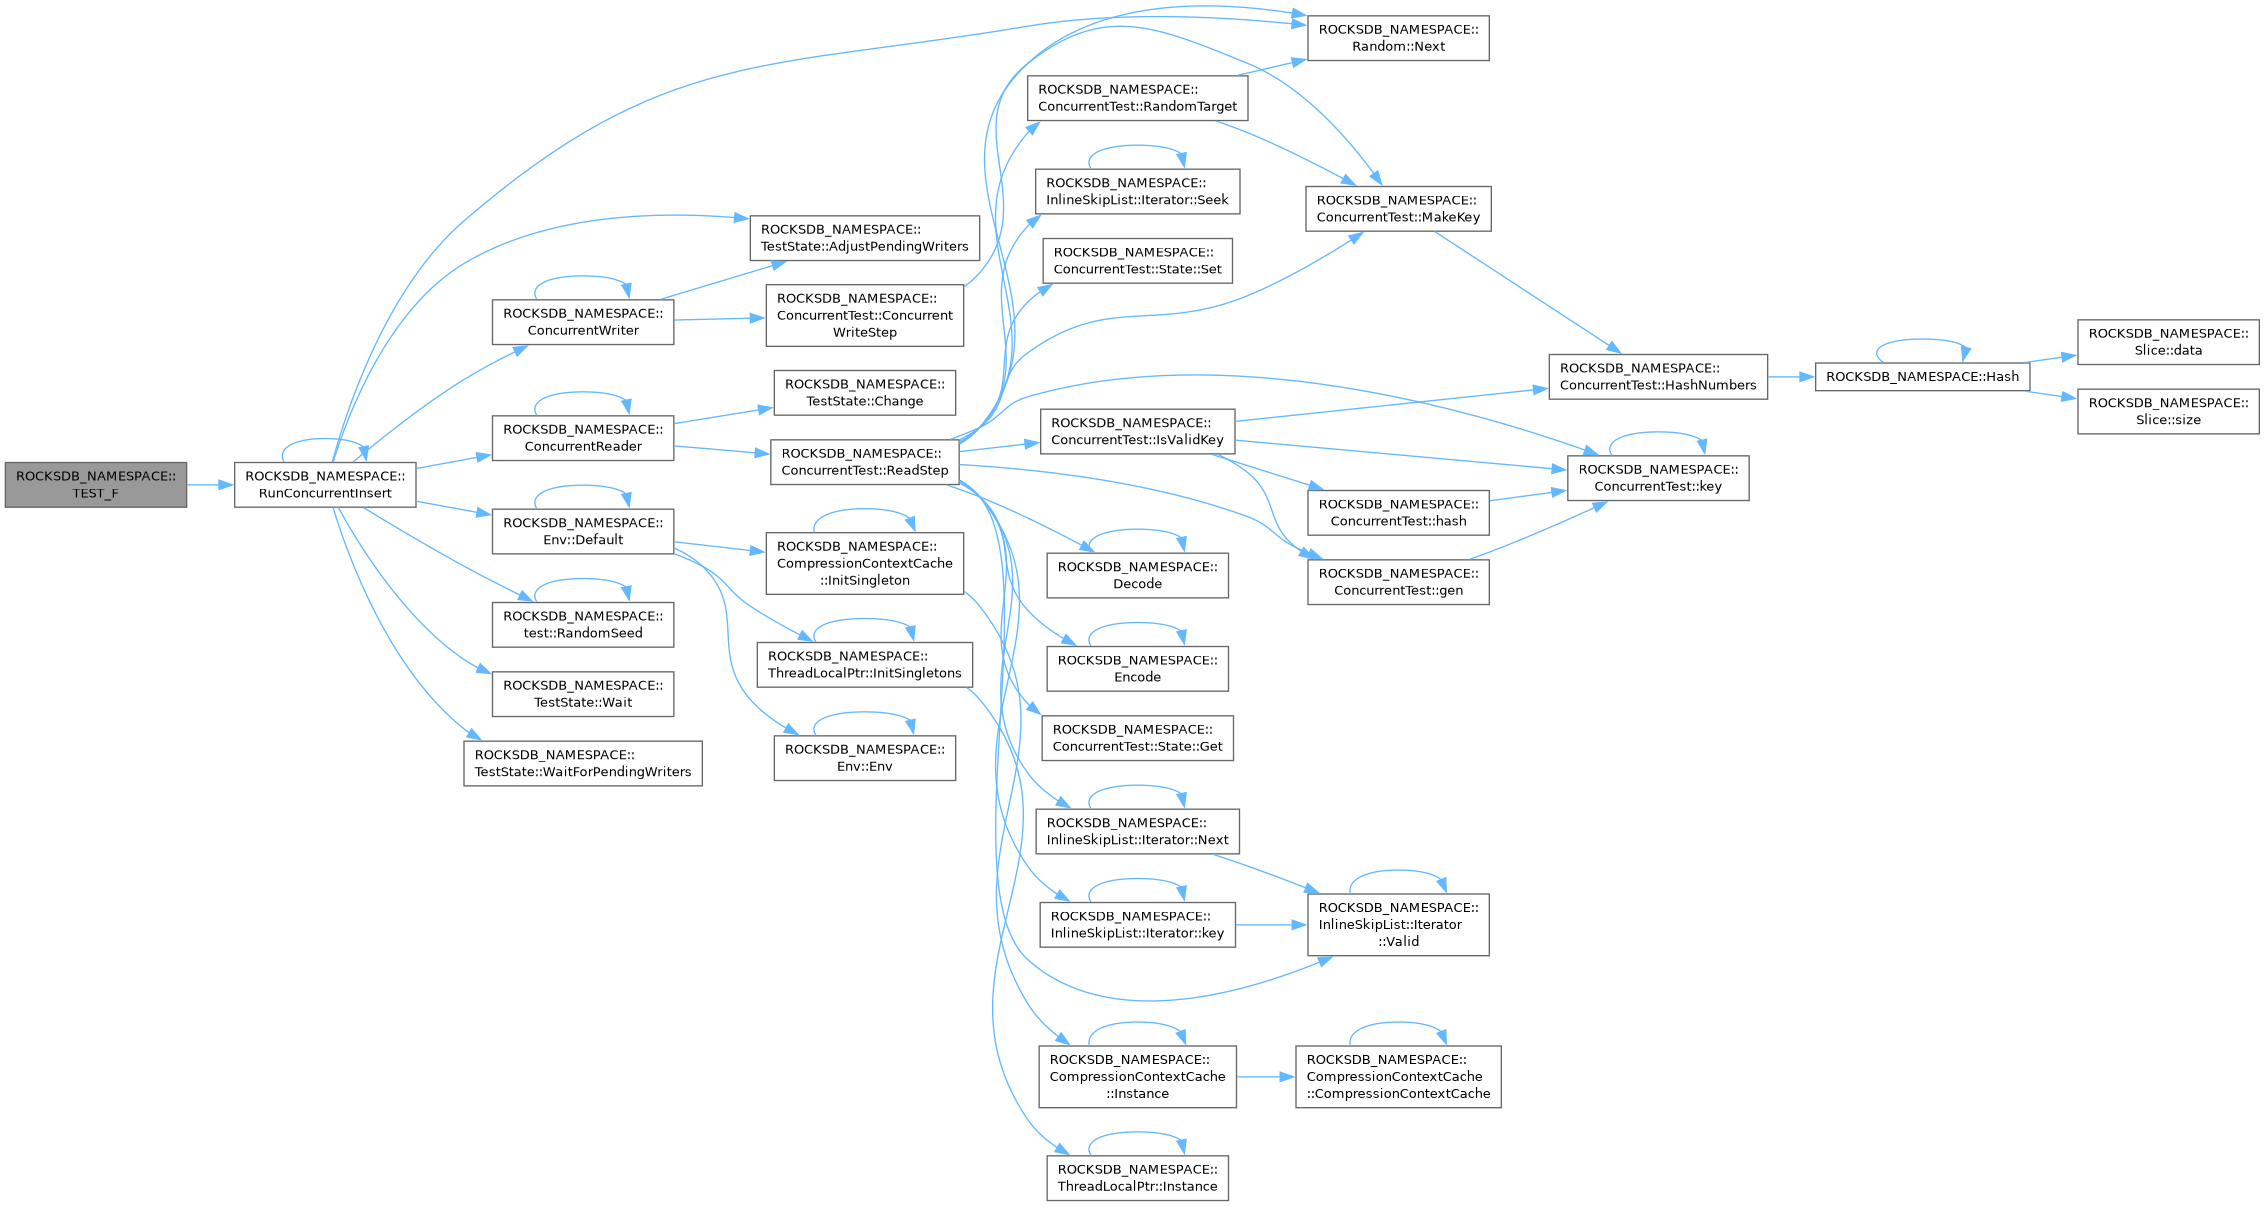 ROCKSDB_NAMESPACE::
TEST_F
ROCKSDB_NAMESPACE::
RunConcurrentInsert
ROCKSDB_NAMESPACE::
ConcurrentWriter
ROCKSDB_NAMESPACE::
ConcurrentReader
ROCKSDB_NAMESPACE::
Env::Default
ROCKSDB_NAMESPACE::
test::RandomSeed
ROCKSDB_NAMESPACE::
TestState::Wait
ROCKSDB_NAMESPACE::
TestState::WaitForPendingWriters
ROCKSDB_NAMESPACE::
TestState::AdjustPendingWriters
ROCKSDB_NAMESPACE::
ConcurrentTest::Concurrent
WriteStep
ROCKSDB_NAMESPACE::
TestState::Change
ROCKSDB_NAMESPACE::
ConcurrentTest::ReadStep
ROCKSDB_NAMESPACE::
CompressionContextCache
::InitSingleton
ROCKSDB_NAMESPACE::
ThreadLocalPtr::InitSingletons
ROCKSDB_NAMESPACE::
Env::Env
ROCKSDB_NAMESPACE::
ConcurrentTest::RandomTarget
ROCKSDB_NAMESPACE::
InlineSkipList::Iterator::Seek
ROCKSDB_NAMESPACE::
ConcurrentTest::State::Set
ROCKSDB_NAMESPACE::
ConcurrentTest::IsValidKey
ROCKSDB_NAMESPACE::
Decode
ROCKSDB_NAMESPACE::
Encode
ROCKSDB_NAMESPACE::
ConcurrentTest::State::Get
ROCKSDB_NAMESPACE::
InlineSkipList::Iterator::Next
ROCKSDB_NAMESPACE::
InlineSkipList::Iterator::key
ROCKSDB_NAMESPACE::
CompressionContextCache
::Instance
ROCKSDB_NAMESPACE::
ThreadLocalPtr::Instance
ROCKSDB_NAMESPACE::
Random::Next
ROCKSDB_NAMESPACE::
ConcurrentTest::MakeKey
ROCKSDB_NAMESPACE::
ConcurrentTest::hash
ROCKSDB_NAMESPACE::
ConcurrentTest::gen
ROCKSDB_NAMESPACE::
InlineSkipList::Iterator
::Valid
ROCKSDB_NAMESPACE::
CompressionContextCache
::CompressionContextCache
ROCKSDB_NAMESPACE::
ConcurrentTest::HashNumbers
ROCKSDB_NAMESPACE::
ConcurrentTest::key
ROCKSDB_NAMESPACE::Hash
ROCKSDB_NAMESPACE::
Slice::data
ROCKSDB_NAMESPACE::
Slice::size